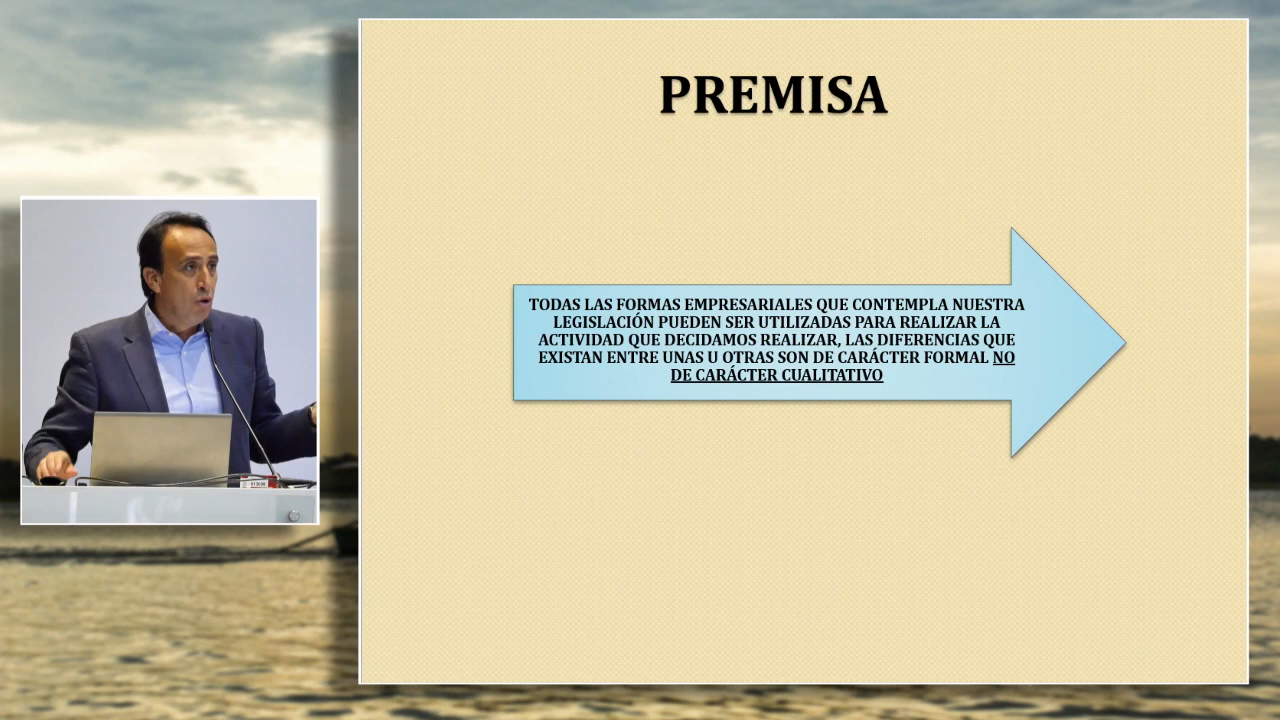 PREMISA
TODAS LAS FORMAS EMPRESARIALES QUE CONTEMPLA NUESTRA
LEGISLACIÓN PUEDEN SER UTILIZADAS PARA REALIZAR LA
ACTIVIDAD QUE DECIDAMOS REALIZAR, LAS DIFERENCIAS QUE
EXISTAN ENTRE UNAS U OTRAS SON DE CARÁCTER FORMAL NO
DE CARÁCTER CUALITATIVO